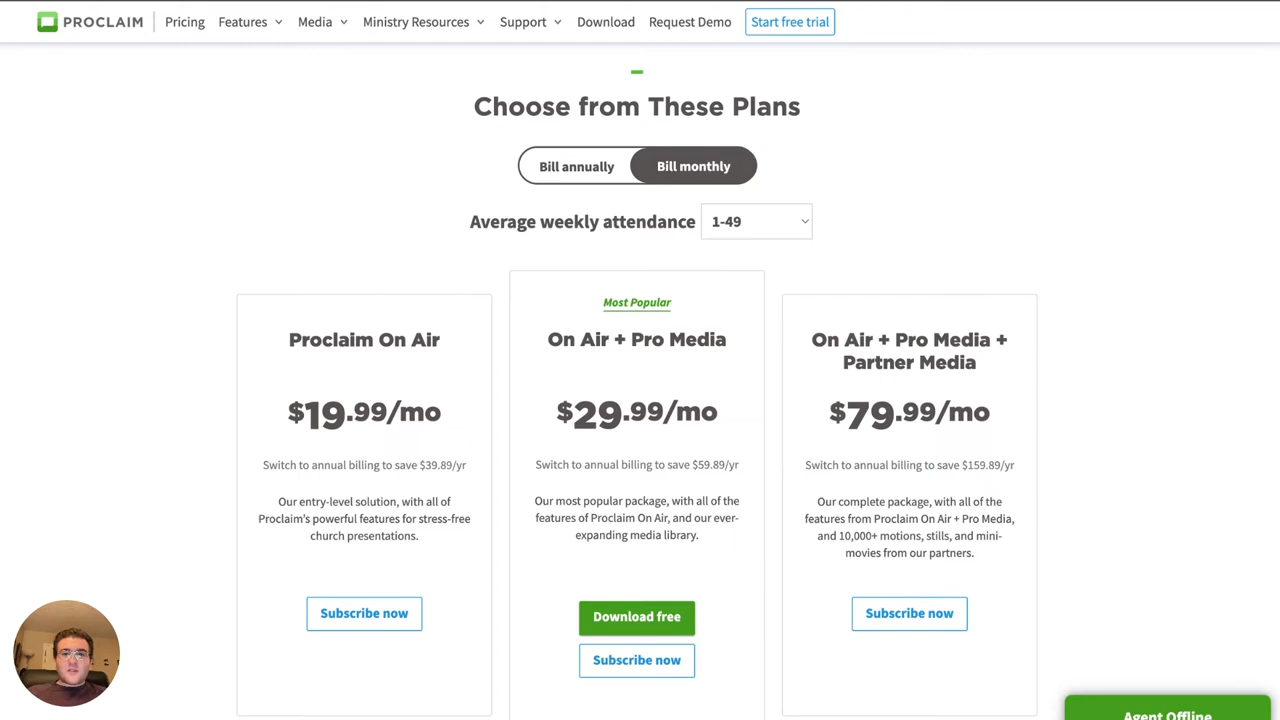 PROCLAIM Pricing Features Media Ministry Resources Support Download Request Demo Start free trial
Choose from These Plans
Bill annually Bill monthly
Average weekly attendance 1-49
Proclaim On Air
$19.99/mo
Switch to annual billing to save $39.89/yr
Our entry-level solution, with all of
Proclaim's powerful features for stress-free
church presentations.
Subscribe now
Most Popular
On Air + Pro Media
$29.99/mo
Switch to annual billing to save $59.89/yr
Our most popular package, with all of the
features of Proclaim On Air, and our ever-
expanding media library.
Download free
Subscribe now
On Air + Pro Media +
Partner Media
$79.99/mo
Switch to annual billing to save $159.89/yr
Our complete package, with all of the
features from Proclaim On Air + Pro Media,
and 10,000+ motions, stills, and mini-
movies from our partners.
Subscribe now
Agent Offline